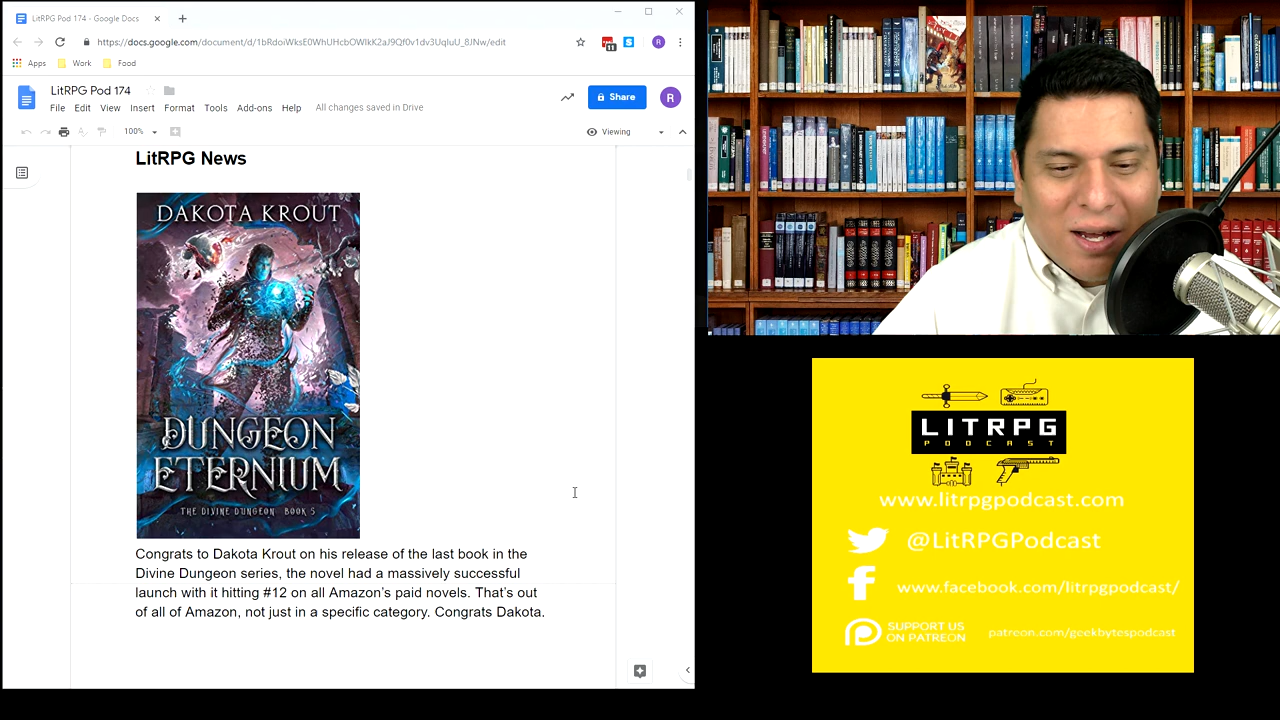 LitRPG Pod 174 - Google Docs
https://docs.google.com/document/d/1bRdoiWksE0WhUHcbOWIkK2aJ9Qf0v1dv3UqIuU_8JNw/edit
R
Apps Work Food
LitRPG Pod 174
File Edit View Insert Format Tools Add-ons Help All changes saved in Drive
Share
R
100%
Viewing
LitRPG News
DAKOTA KROUT
DUNGEON
ETERNIUM
THE DIVINE DUNGEON BOOK 5
Congrats to Dakota Krout on his release of the last book in the
Divine Dungeon series, the novel had a massively successful
launch with it hitting #12 on all Amazon's paid novels. That's out
of all of Amazon, not just in a specific category. Congrats Dakota.
LITRPG
PODCAST
www.litrpgpodcast.com
@LitRPGPodcast
www.facebook.com/litrpgpodcast/
SUPPORT US
ON PATREON
patreon.com/geekbytespodcast